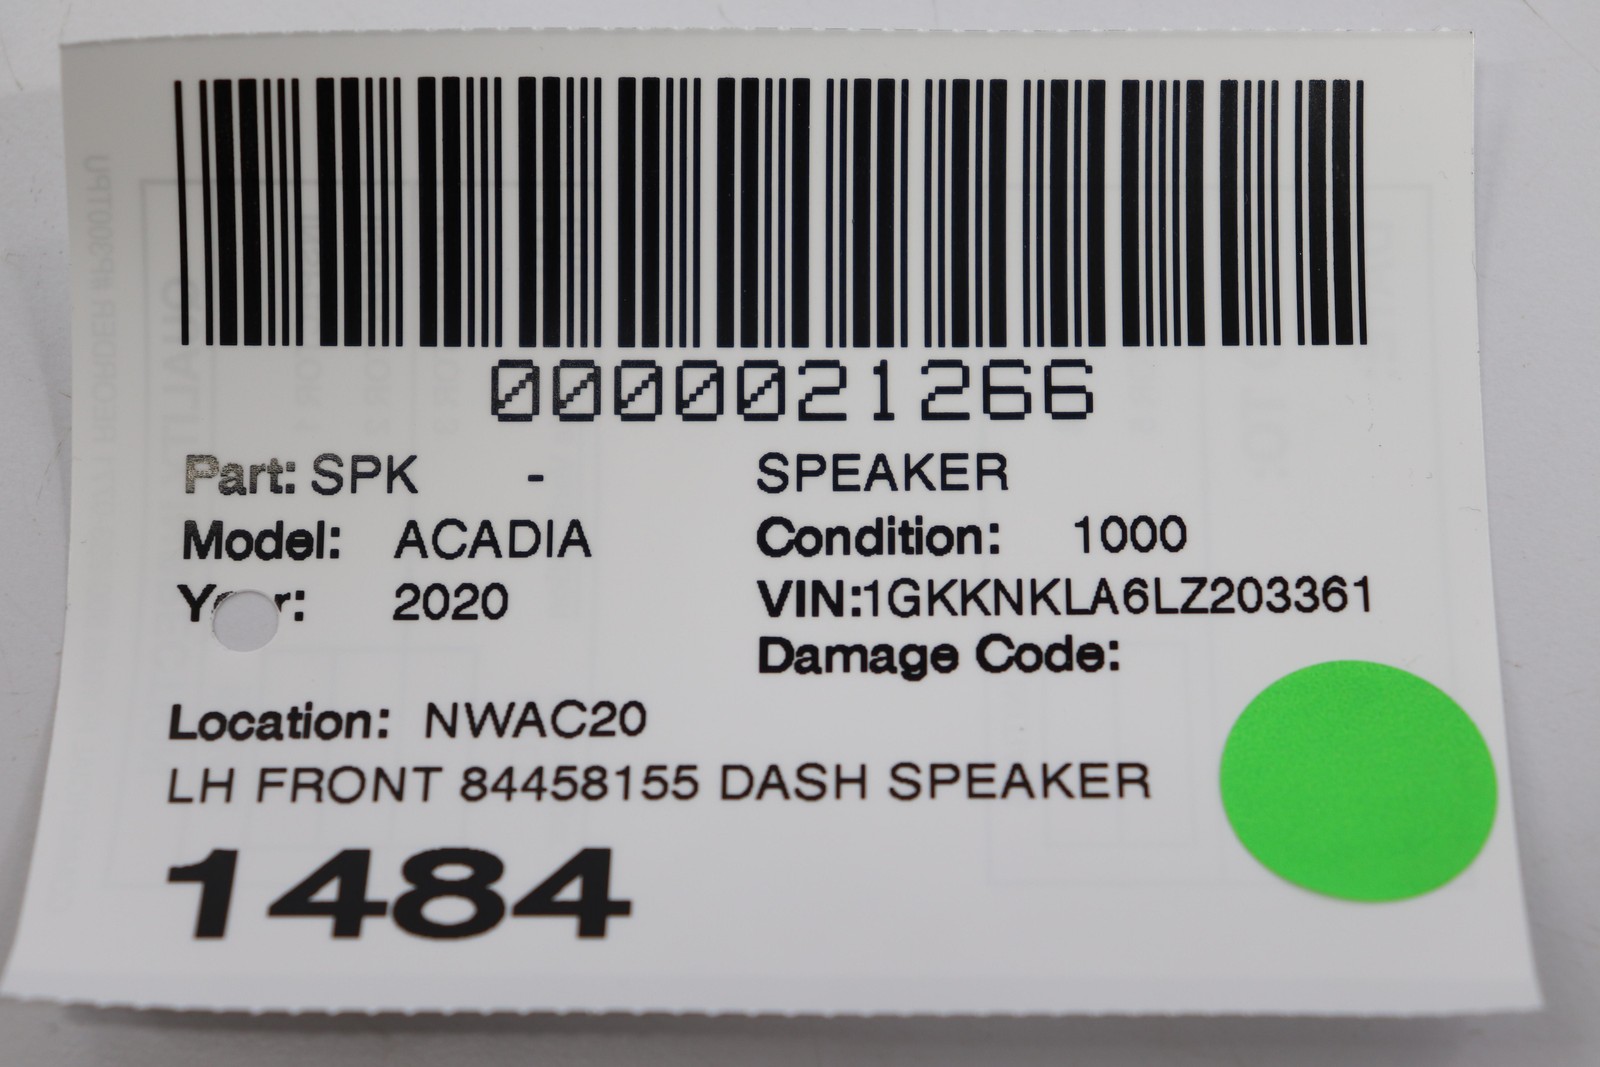 0000021266
Part: SPK - SPEAKER
Model: ACADIA Condition: 1000
2020 VIN:1GKKNKLA6LZ203361
Damage Code:
Location: NWAC20
LH FRONT 84458155 DASH SPEAKER
1484